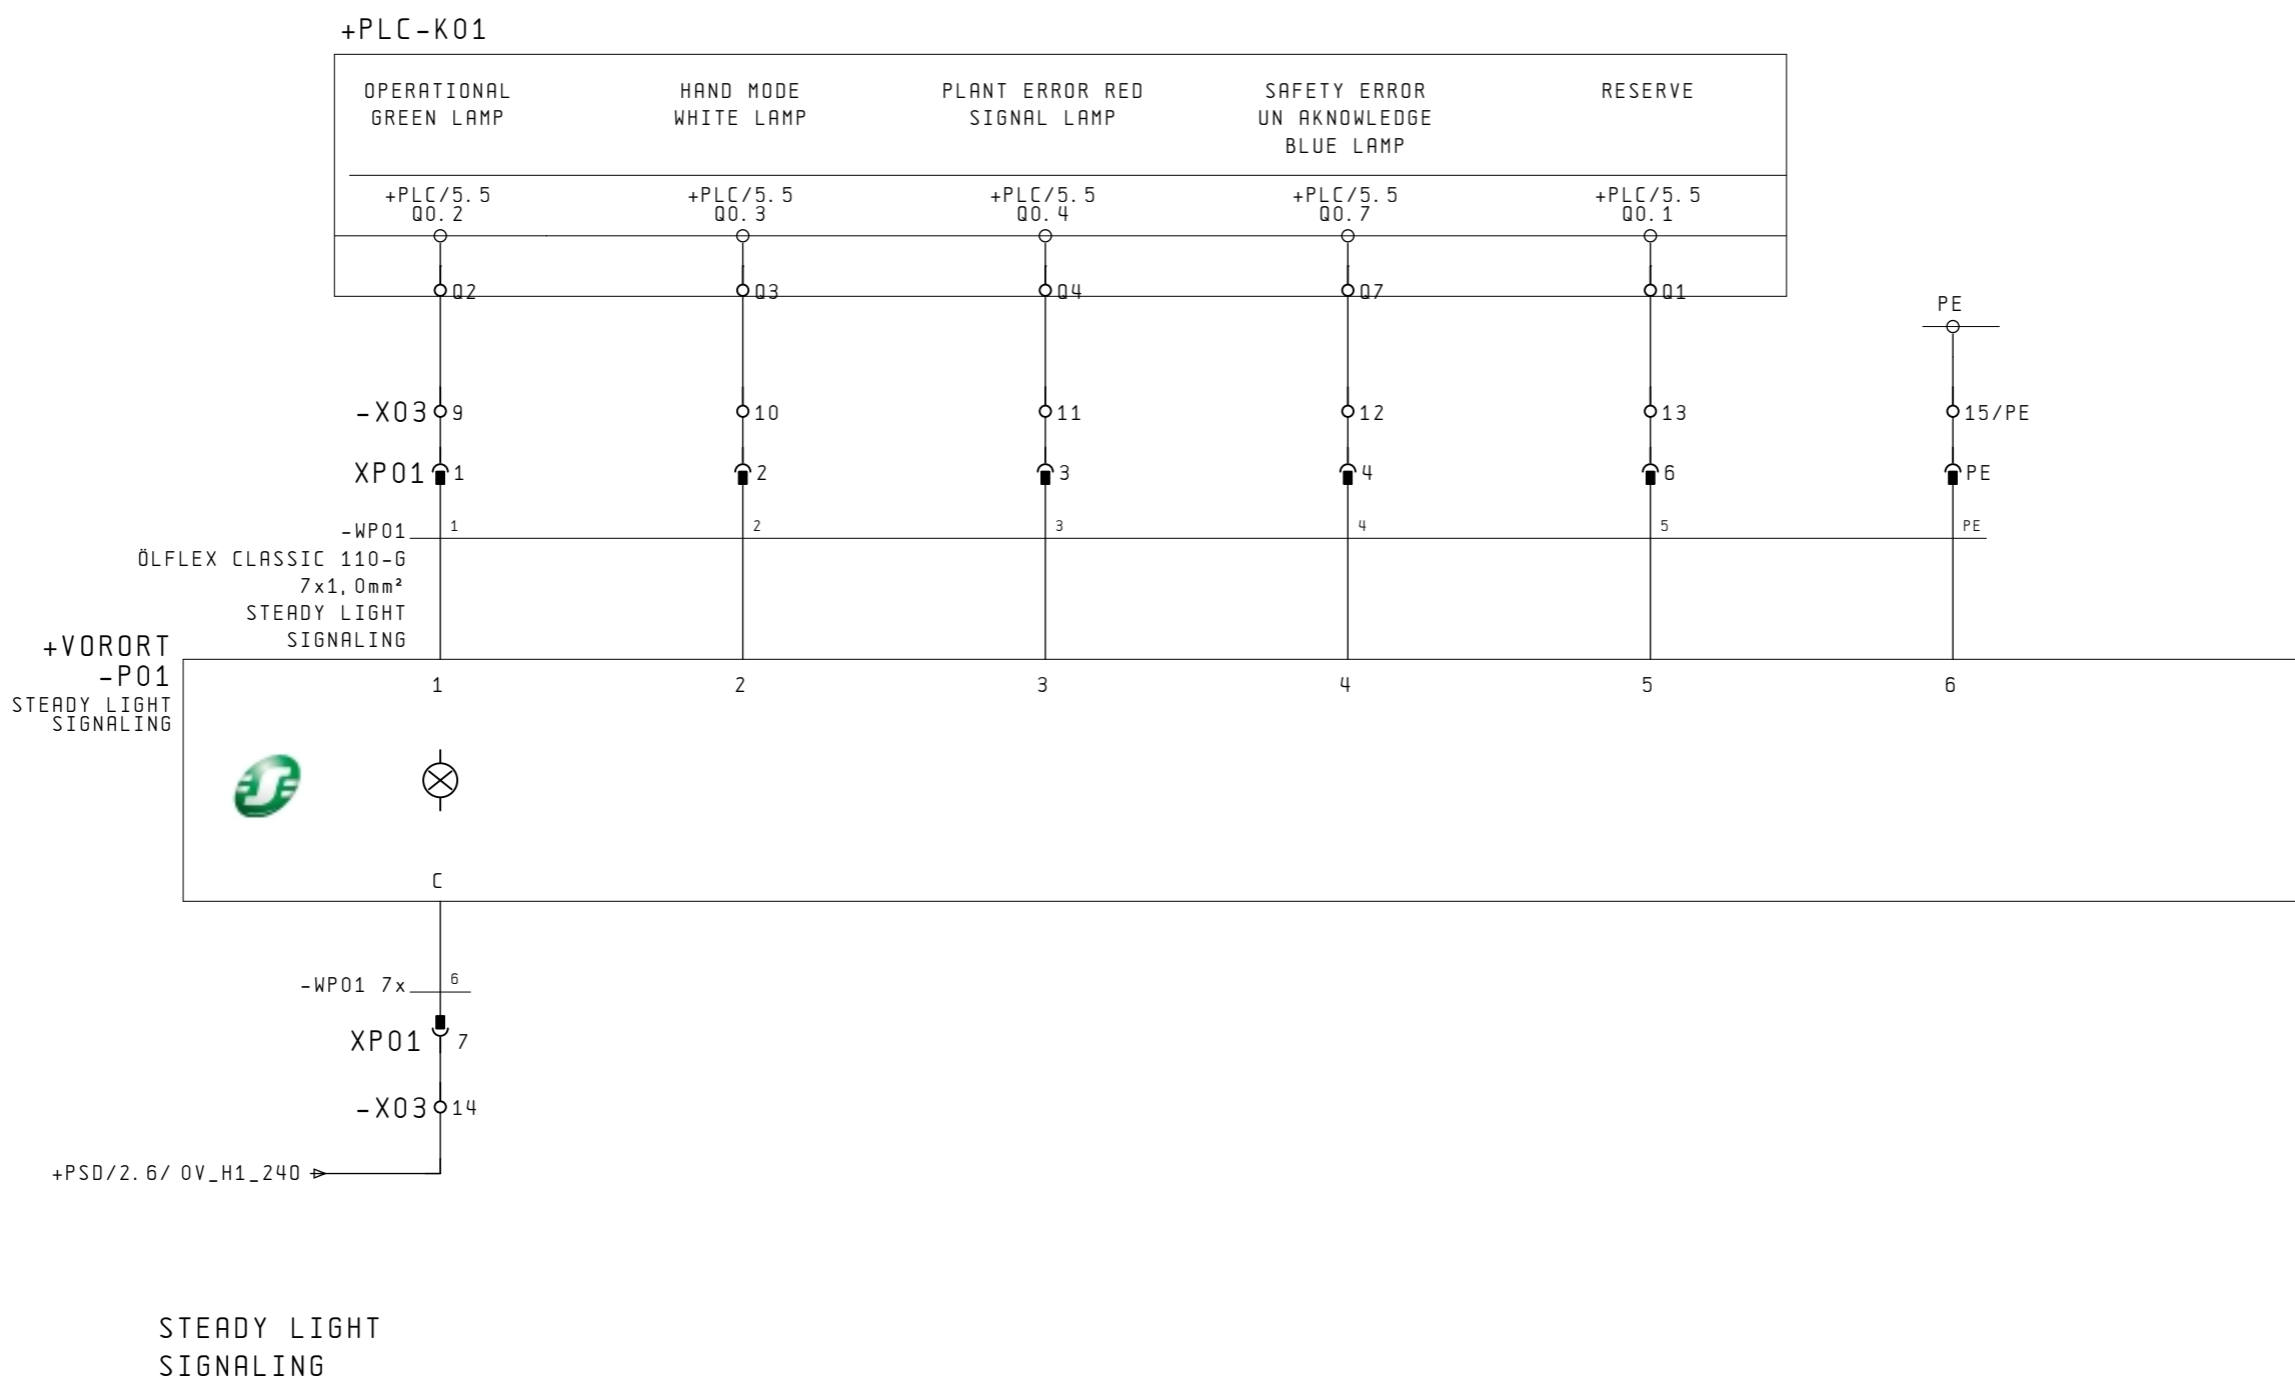 +PLC-K01
OPERATIONAL HAND MODE PLANT ERROR RED SAFETY ERROR RESERVE
GREEN LAMP WHITE LAMP SIGNAL LAMP UN AKNOWLEDGE
BLUE LAMP
+PLC/5.5 +PLC/5.5 +PLC/5.5 +PLC/5.5 +PLC/5.5
Q0.2 Q0.3 Q0.4 Q0.7 Q0.1
Q2 Q3 Q4 Q7 Q1
PE
-X03 9 10 11 12 13 15/PE
XP01 1 2 3 4 6 PE
-WP01 1 2 3 4 5 PE
ÖLFLEX CLASSIC 110-G
7x1,0mm²
STEADY LIGHT
SIGNALING
+VORORT
-P01 1 2 3 4 5 6
STEADY LIGHT
SIGNALING
C
-WP01 7x 6
XP01 7
-X03 14
+PSD/2.6/ 0V_H1_240
STEADY LIGHT
SIGNALING